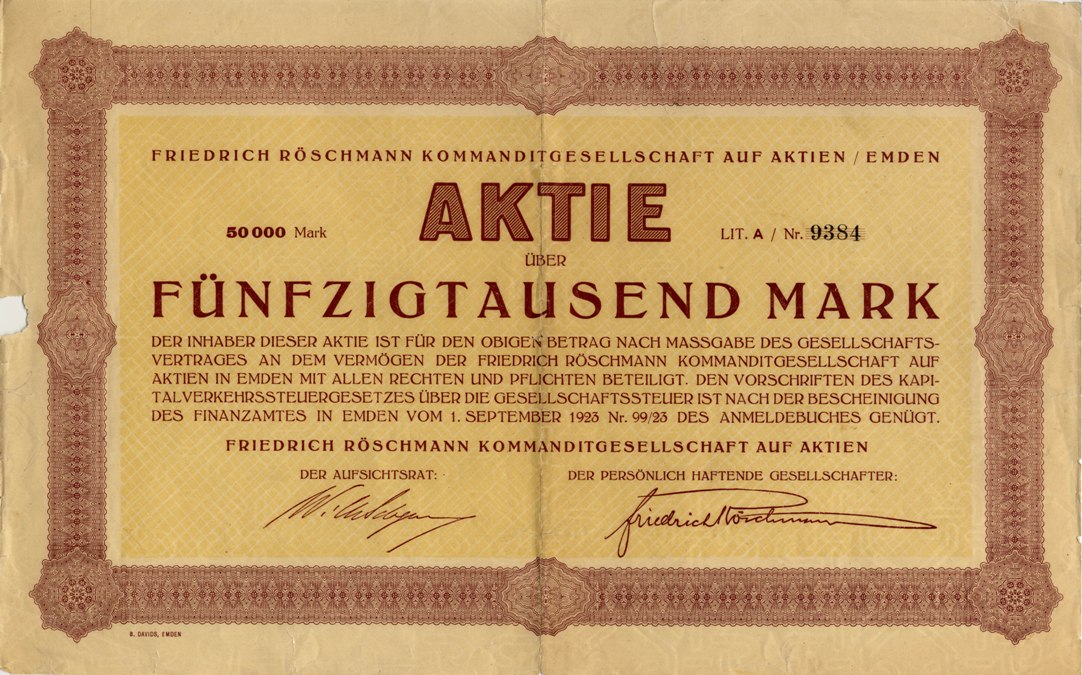 FRIEDRICH RÖSCHMANN KOMMANDITGESELLSCHAFT AUF AKTIEN / EMDEN
AKTIE
50000 Mark
LIT. A / Nr. 9384
ÜBER
FÜNFZIGTAUSEND MARK
DER INHABER DIESER AKTIE IST FÜR DEN OBIGEN BETRAG NACH MASSGABE DES GESELLSCHAFTS-
VERTRAGES AN DEM VERMÖGEN DER FRIEDRICH RÖSCHMANN KOMMANDITGESELLSCHAFT AUF
AKTIEN IN EMDEN MIT ALLEN RECHTEN UND PFLICHTEN BETEILIGT. DEN VORSCHRIFTEN DES KAPI-
TALVERKEHRSSTEUERGESETZES ÜBER DIE GESELLSCHAFTSSTEUER IST NACH DER BESCHEINIGUNG
DES FINANZAMTES IN EMDEN VOM 1. SEPTEMBER 1923 Nr. 99/23 DES ANMELDEBUCHES GENÜGT.
FRIEDRICH RÖSCHMANN KOMMANDITGESELLSCHAFT AUF AKTIEN
DER AUFSICHTSRAT:
DER PERSÖNLICH HAFTENDE GESELLSCHAFTER:
Friedrich Röschmann
B. DAVIDS, EMDEN